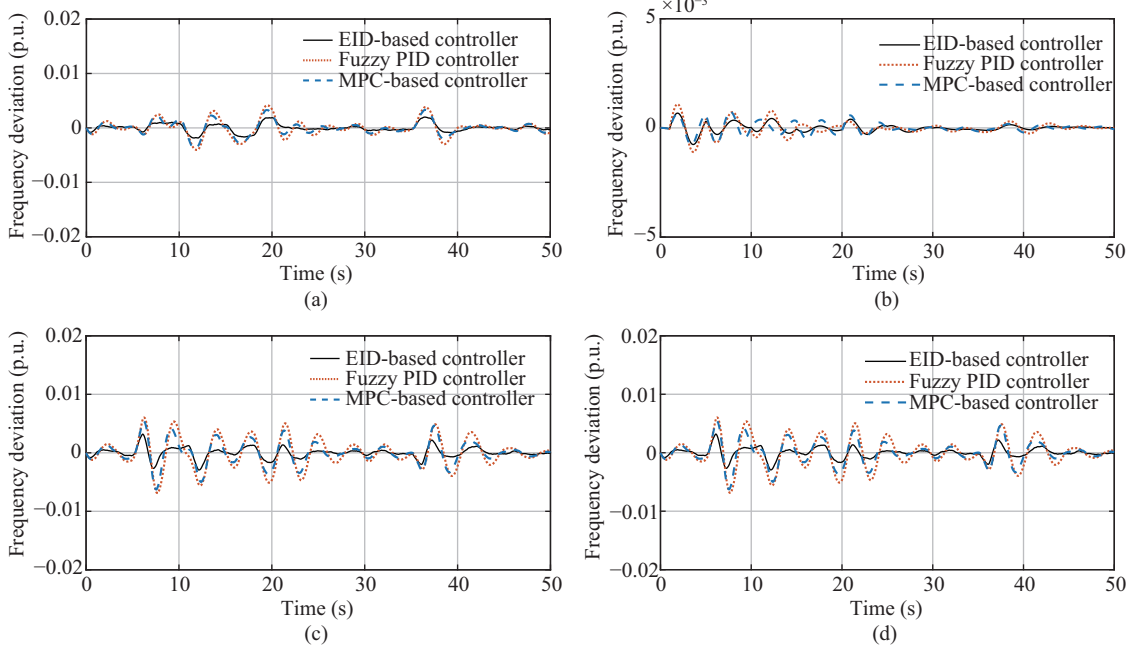 Frequency deviation (p.u.)
0.02
0.01
0
−0.01
−0.02
EID-based controller
Fuzzy PID controller
MPC-based controller
0 10 20 30 40 50
Time (s)
(a)
Frequency deviation (p.u.)
5
0
−5
EID-based controller
Fuzzy PID controller
MPC-based controller
0 10 20 30 40 50
Time (s)
(b)
Frequency deviation (p.u.)
0.02
0.01
0
−0.01
−0.02
EID-based controller
Fuzzy PID controller
MPC-based controller
0 10 20 30 40 50
Time (s)
(c)
Frequency deviation (p.u.)
0.02
0.01
0
−0.01
−0.02
EID-based controller
Fuzzy PID controller
MPC-based controller
0 10 20 30 40 50
Time (s)
(d)